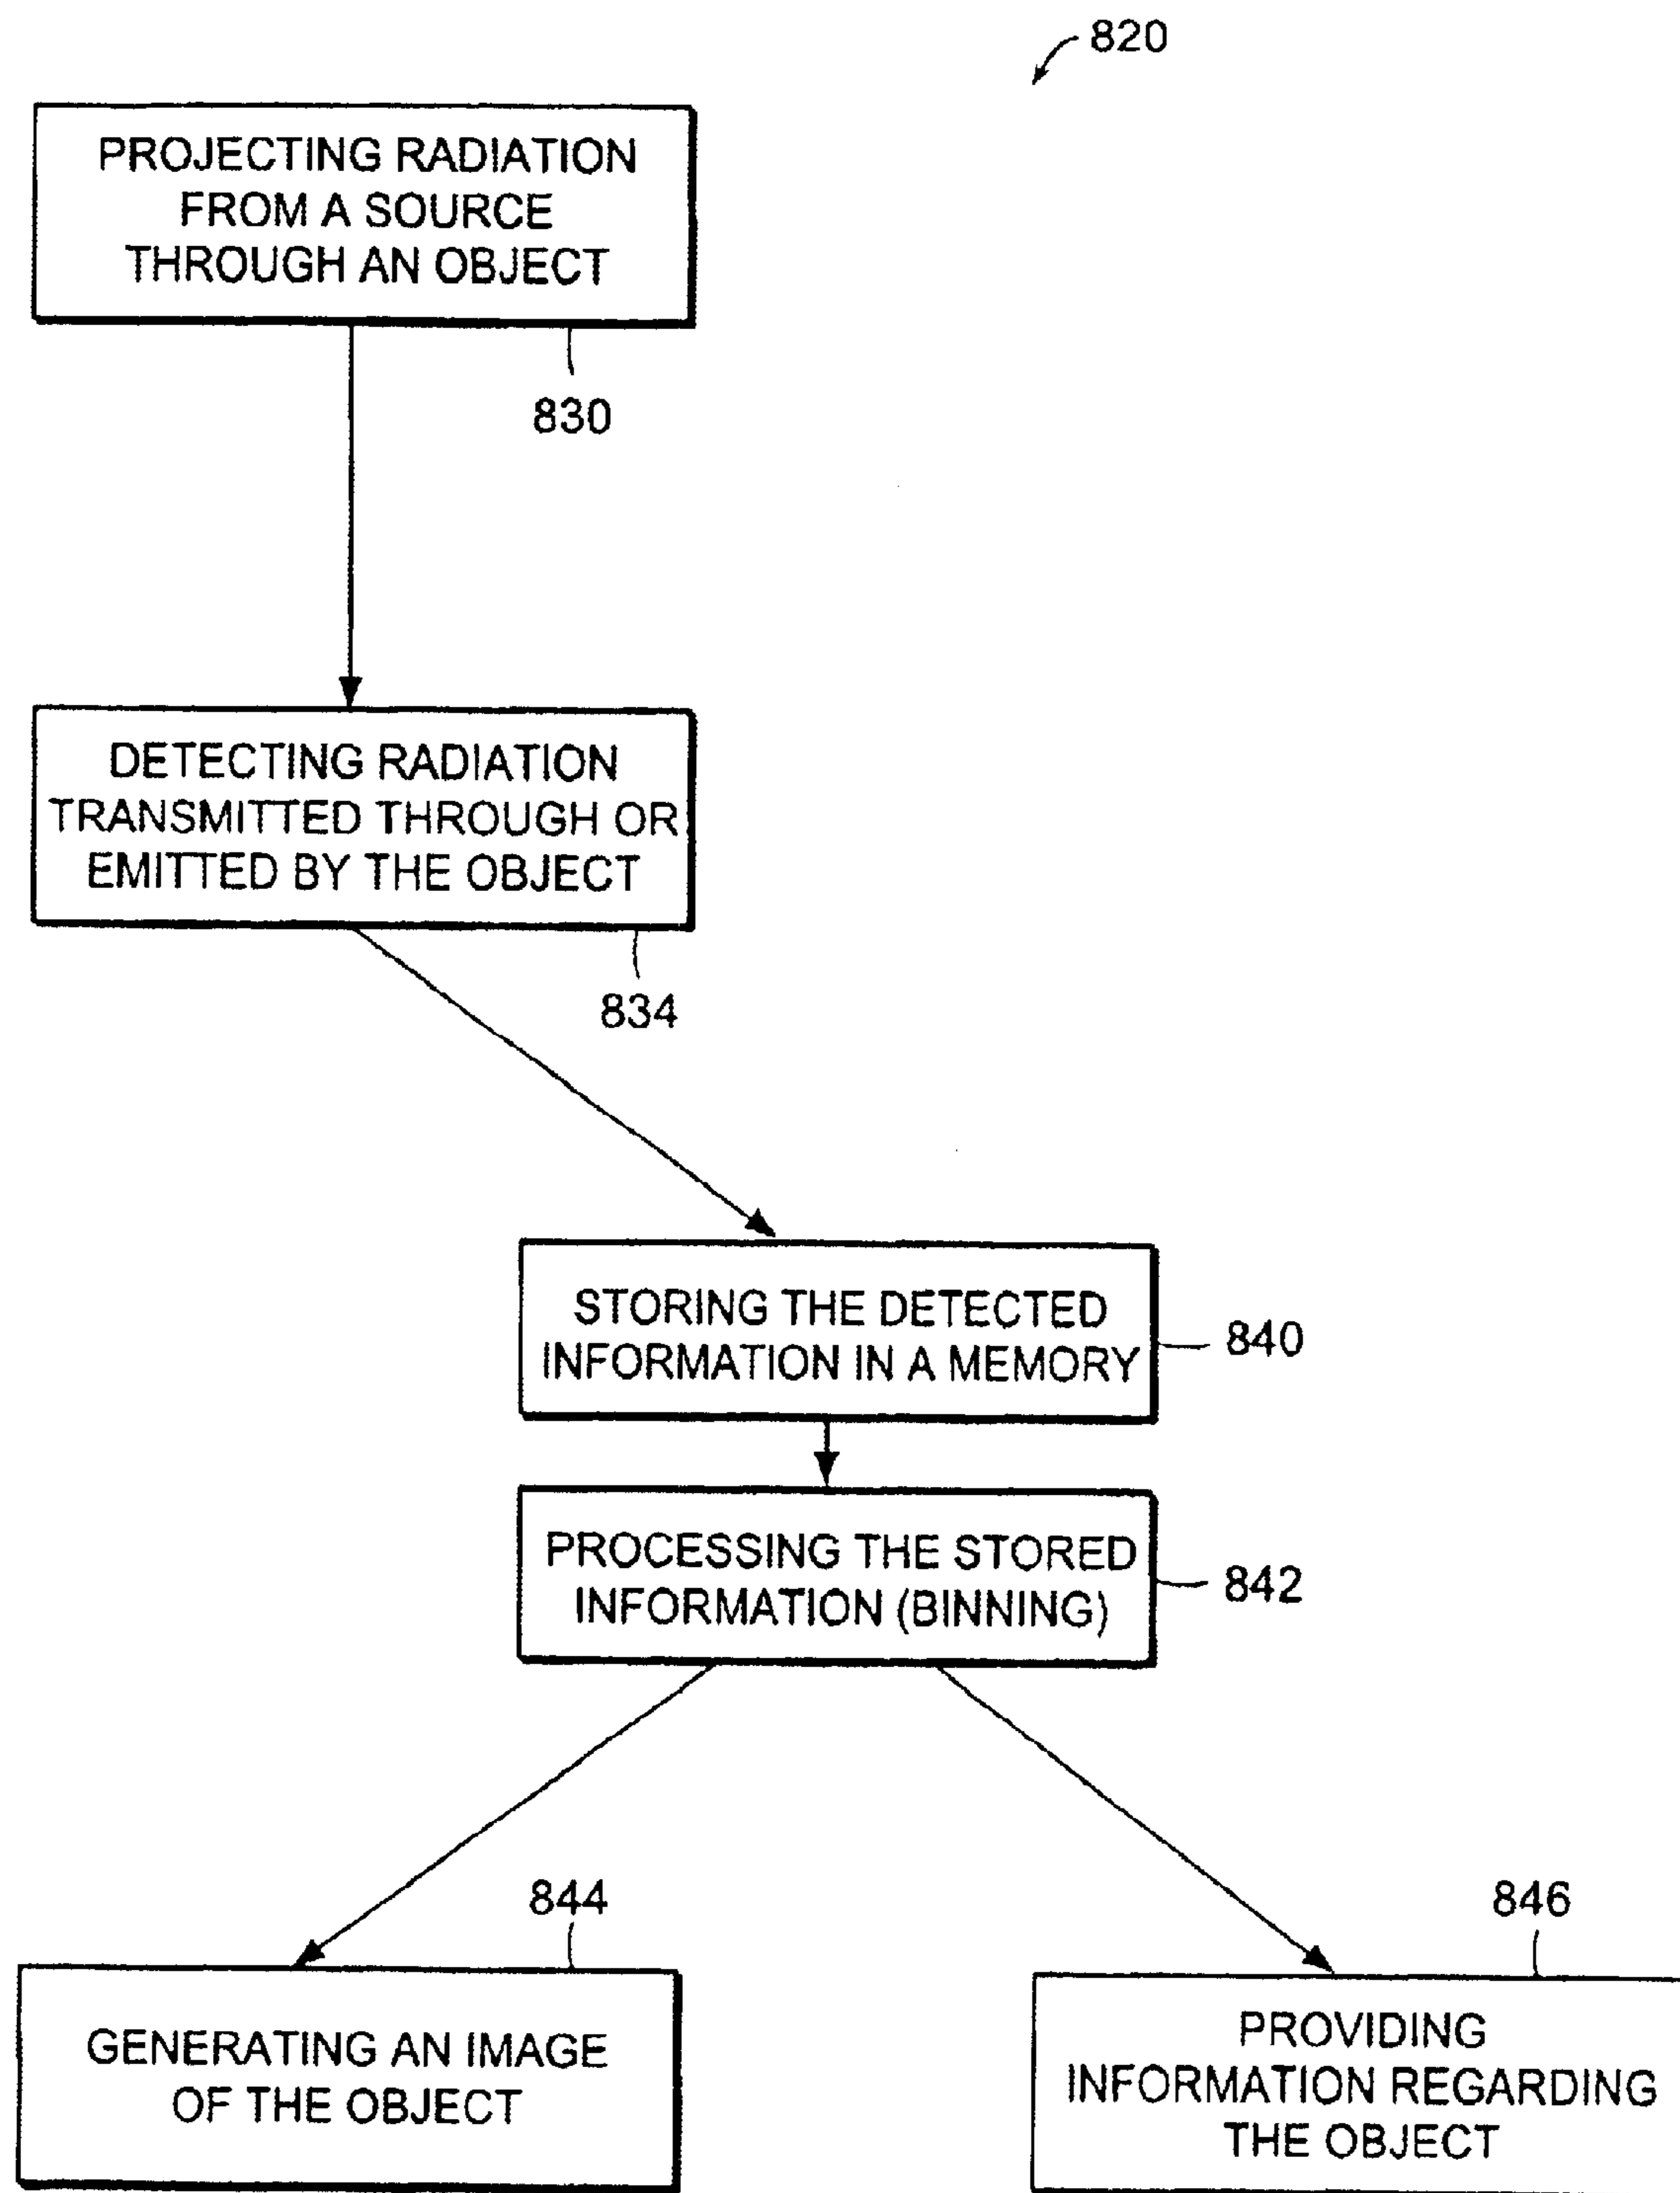 820
PROJECTING RADIATION
FROM A SOURCE
THROUGH AN OBJECT
830
DETECTING RADIATION
TRANSMITTED THROUGH OR
EMITTED BY THE OBJECT
834
STORING THE DETECTED
INFORMATION IN A MEMORY
840
PROCESSING THE STORED
INFORMATION (BINNING)
842
844
GENERATING AN IMAGE
OF THE OBJECT
846
PROVIDING
INFORMATION REGARDING
THE OBJECT